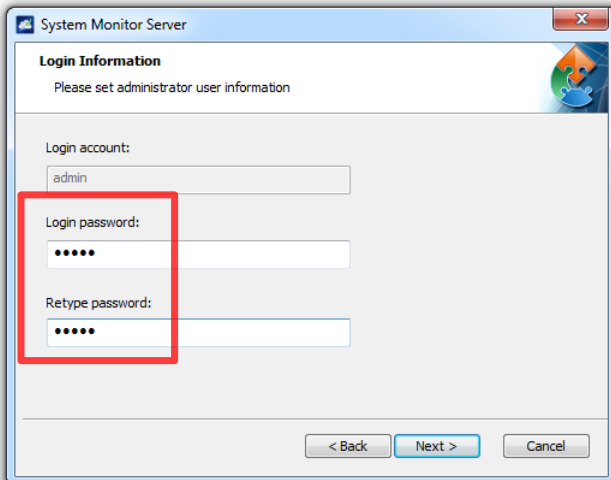 System Monitor Server
Login Information
Please set administrator user information
Login account:
admin
Login password:
•••••
Retype password:
•••••
< Back Next > Cancel